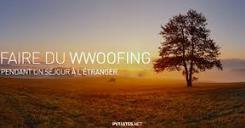 FAIRE DU WWOOFING
PENDANT UN SÉJOUR À L'ÉTRANGER
PVTISTES.NET